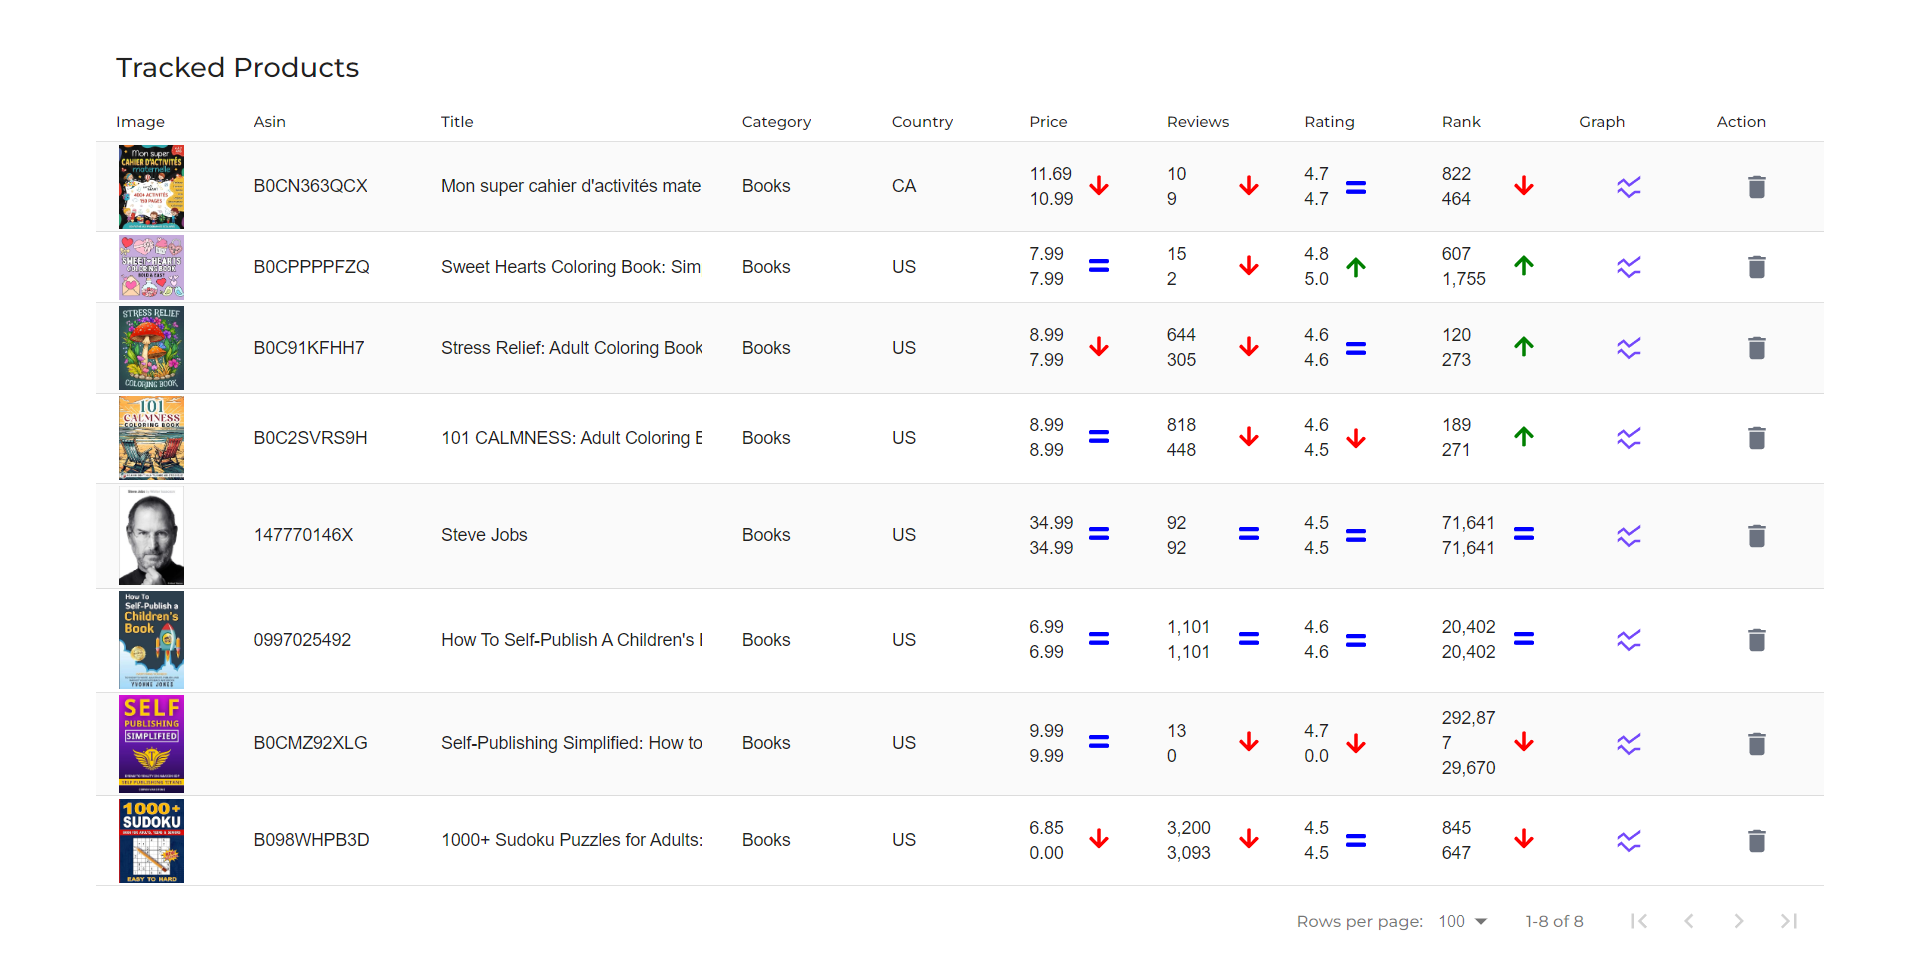 Tracked Products
Image Asin Title Category Country Price Reviews Rating Rank Graph Action
Mon super
CAHIER D'ACTIVITÉS
maternelle
150 PAGES
B0CN363QCX Mon super cahier d'activités mate Books CA 11.69 10 4.7 822
10.99 9 4.7 464
SWEET HEARTS
COLORING BOOK
BOLD & EASY
B0CPPPPFZQ Sweet Hearts Coloring Book: Sim Books US 7.99 15 4.8 607
7.99 2 5.0 1,755
STRESS RELIEF
COLORING BOOK
B0C91KFHH7 Stress Relief: Adult Coloring Book Books US 8.99 644 4.6 120
7.99 305 4.6 273
101
CALMNESS
COLORING BOOK
B0C2SVRS9H 101 CALMNESS: Adult Coloring Books US 8.99 818 4.6 189
8.99 448 4.5 271
147770146X Steve Jobs Books US 34.99 92 4.5 71,641
34.99 92 4.5 71,641
How To
Self-Publish a
Children's
Book
YVONNE JONES
0997025492 How To Self-Publish A Children's Books US 6.99 1,101 4.6 20,402
6.99 1,101 4.6 20,402
SELF
PUBLISHING
SIMPLIFIED
SELF PUBLISHING TITANS
B0CMZ92XLG Self-Publishing Simplified: How to Books US 9.99 13 4.7 292,87
7
9.99 0 0.0 29,670
1000+
SUDOKU
EASY TO HARD
B098WHPB3D 1000+ Sudoku Puzzles for Adults: Books US 6.85 3,200 4.5 845
0.00 3,093 4.5 647
Rows per page: 100 1-8 of 8